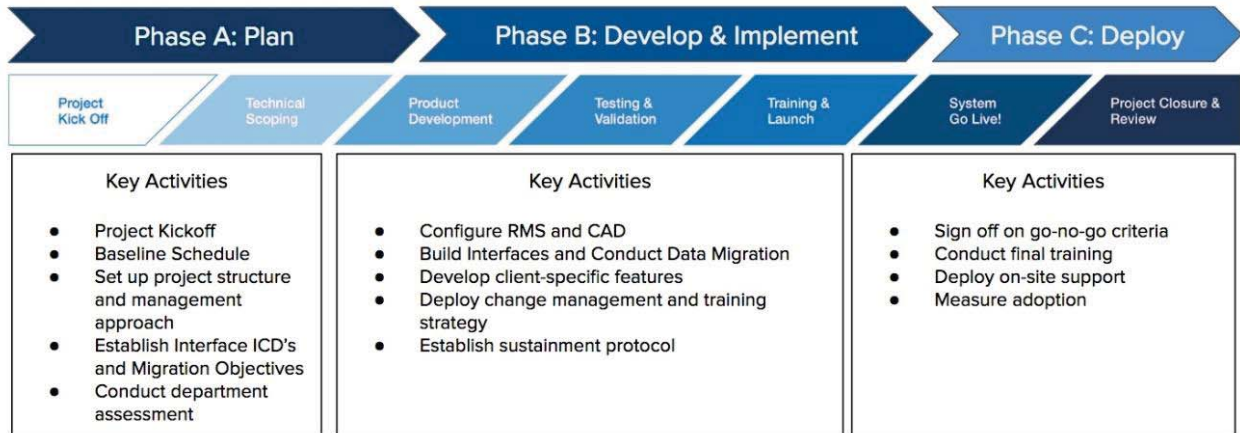 Phase A: Plan
Phase B: Develop & Implement
Phase C: Deploy
Project
Kick Off
Technical
Scoping
Product
Development
Testing &
Validation
Training &
Launch
System
Go Live!
Project Closure &
Review
Key Activities
● Project Kickoff
● Baseline Schedule
● Set up project structure
and management
approach
● Establish Interface ICD's
and Migration Objectives
● Conduct department
assessment
Key Activities
● Configure RMS and CAD
● Build Interfaces and Conduct Data Migration
● Develop client-specific features
● Deploy change management and training
strategy
● Establish sustainment protocol
Key Activities
● Sign off on go-no-go criteria
● Conduct final training
● Deploy on-site support
● Measure adoption